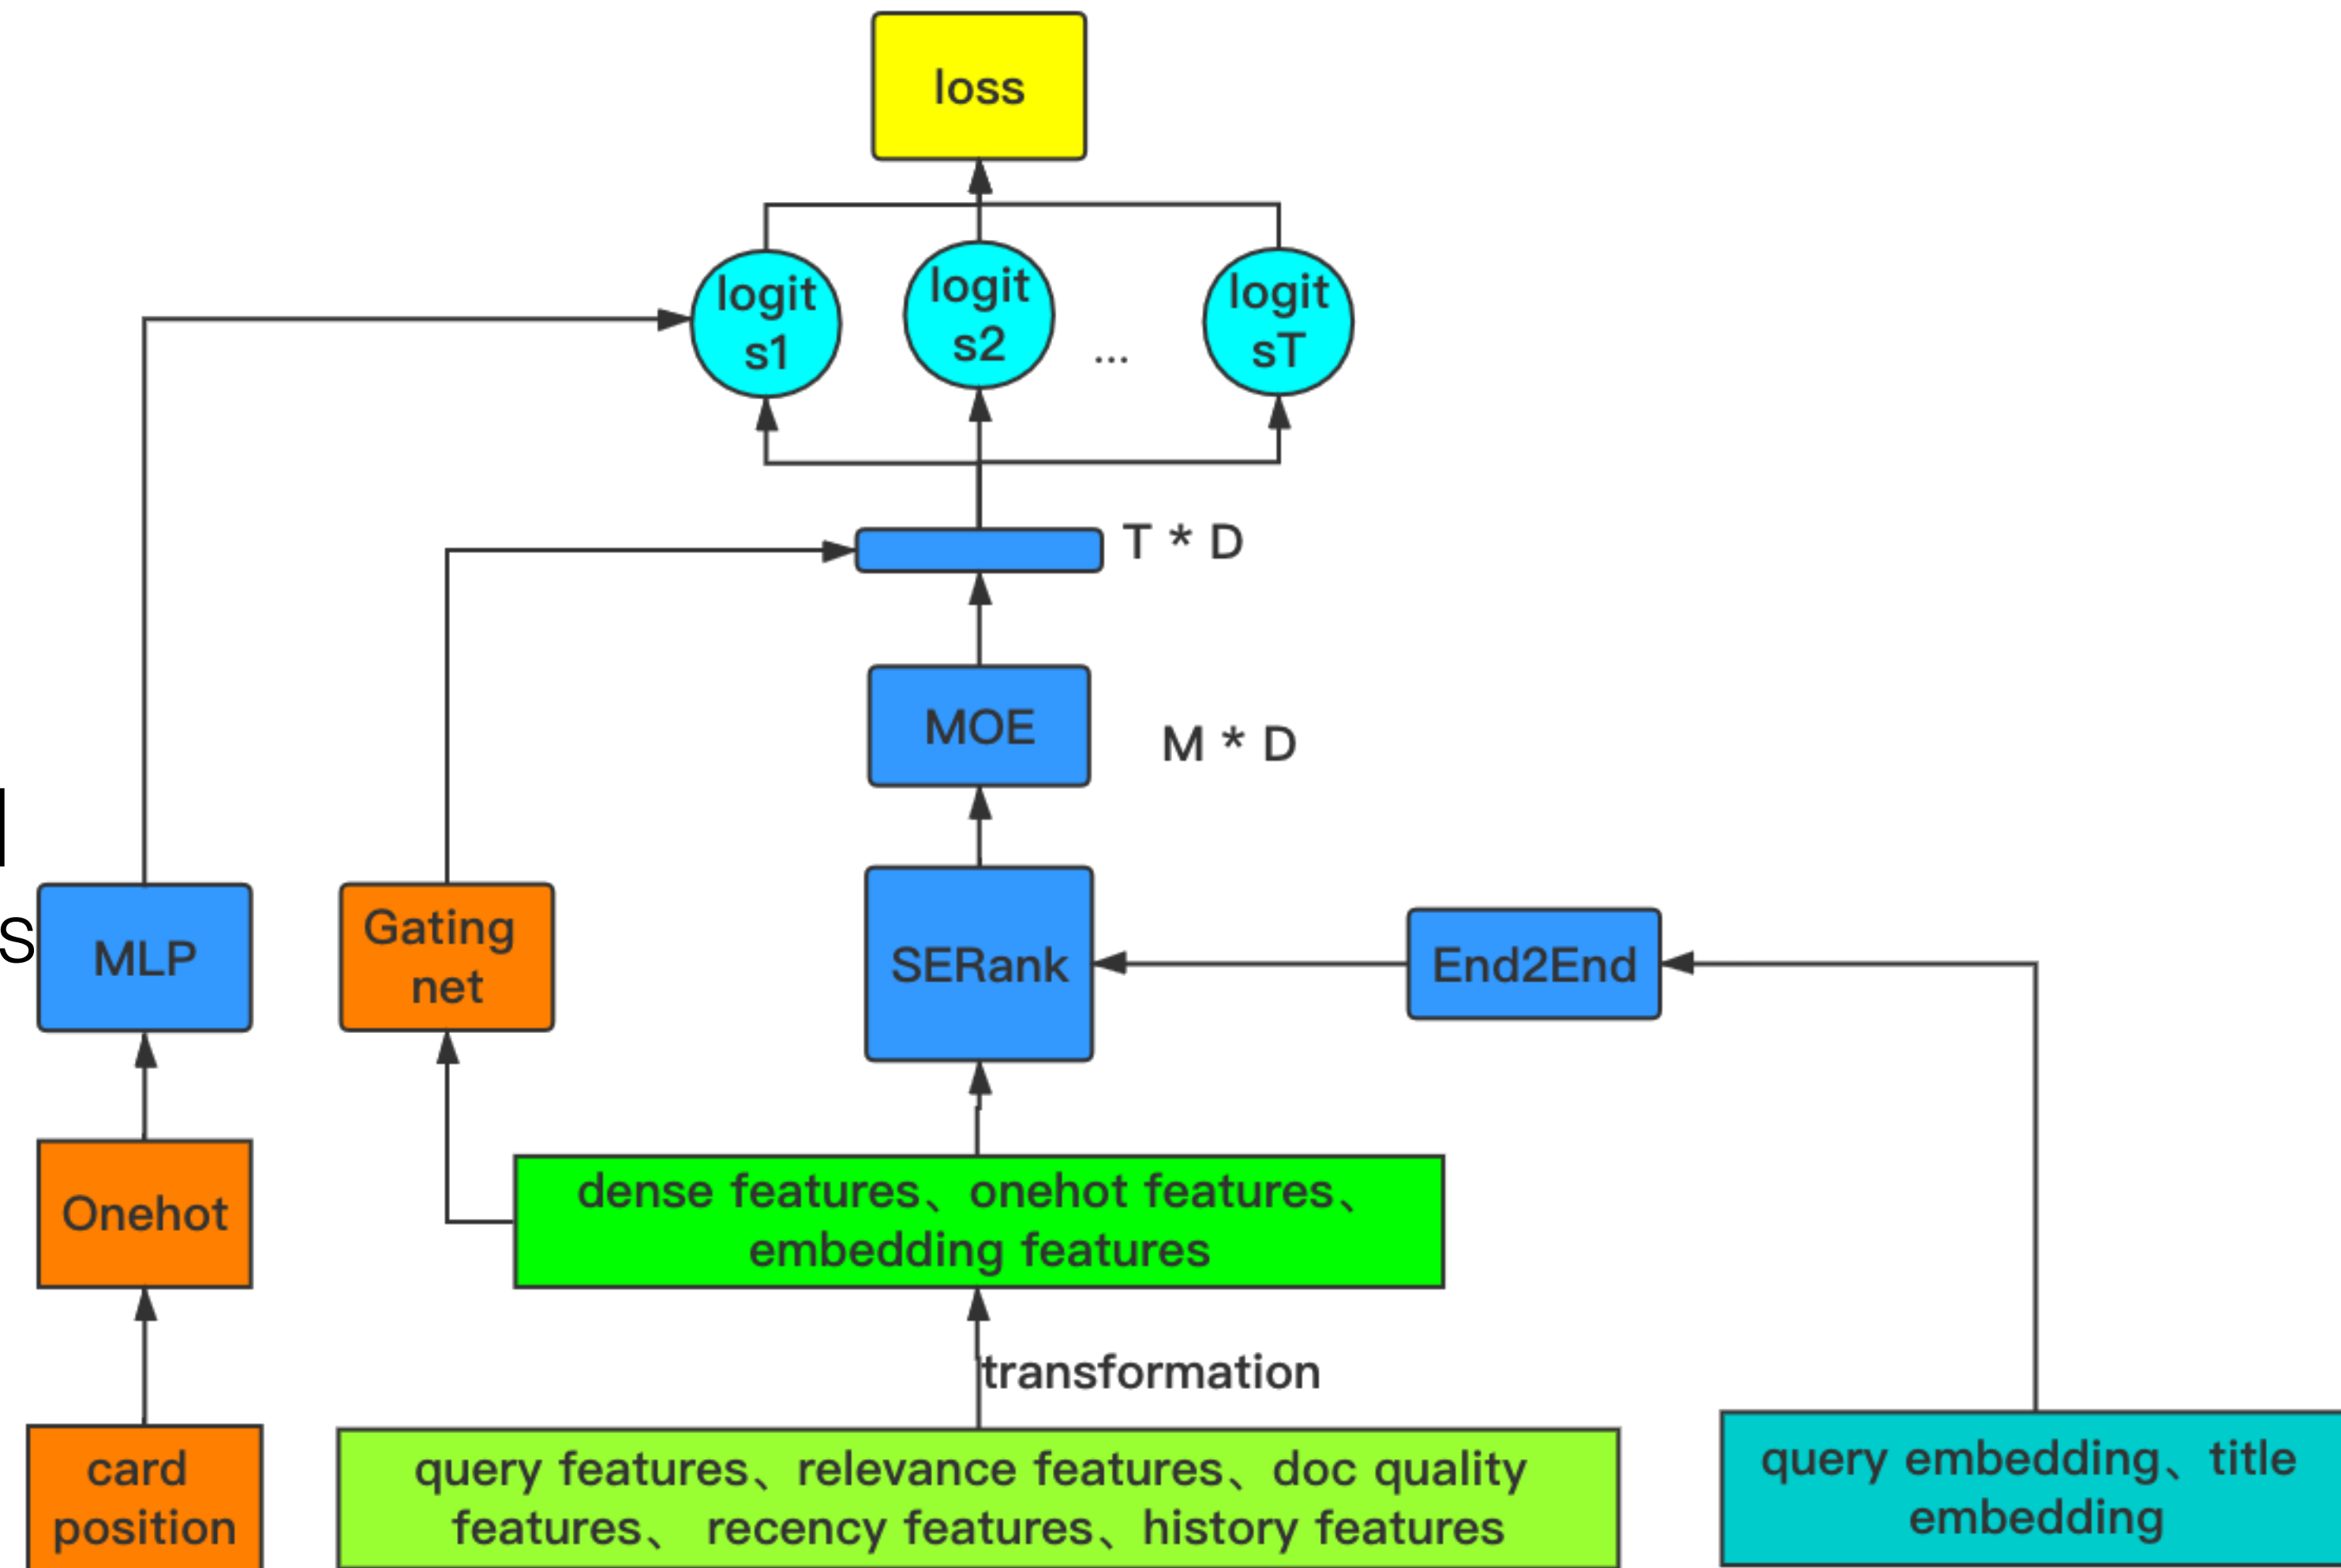 loss
logit
s1
logit
s2
...
logit
sT
T * D
MOE
M * D
s
MLP
Gating
net
SERank
End2End
Onehot
dense features、onehot features、
embedding features
transformation
card
position
query features、relevance features、doc quality
features、 recency features、history features
query embedding、title
embedding